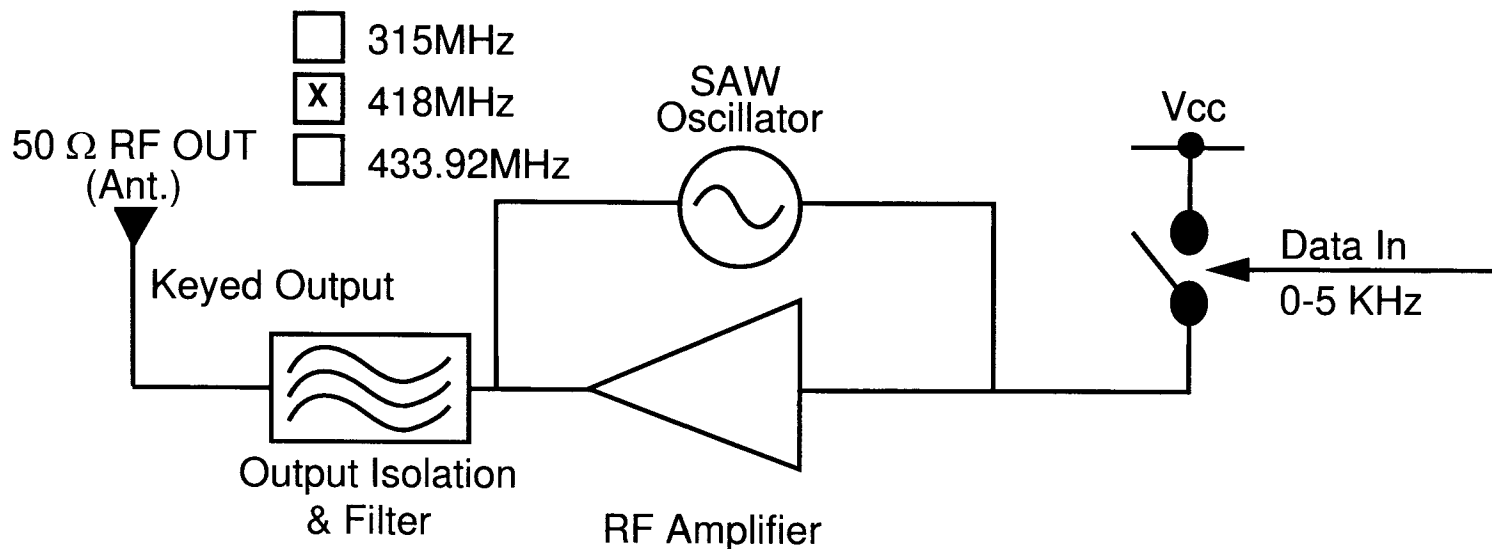 315MHz
X 418MHz
433.92MHz
50 Ω RF OUT
(Ant.)
SAW
Oscillator
Vcc
Keyed Output
Data In
0-5 KHz
Output Isolation
& Filter
RF Amplifier